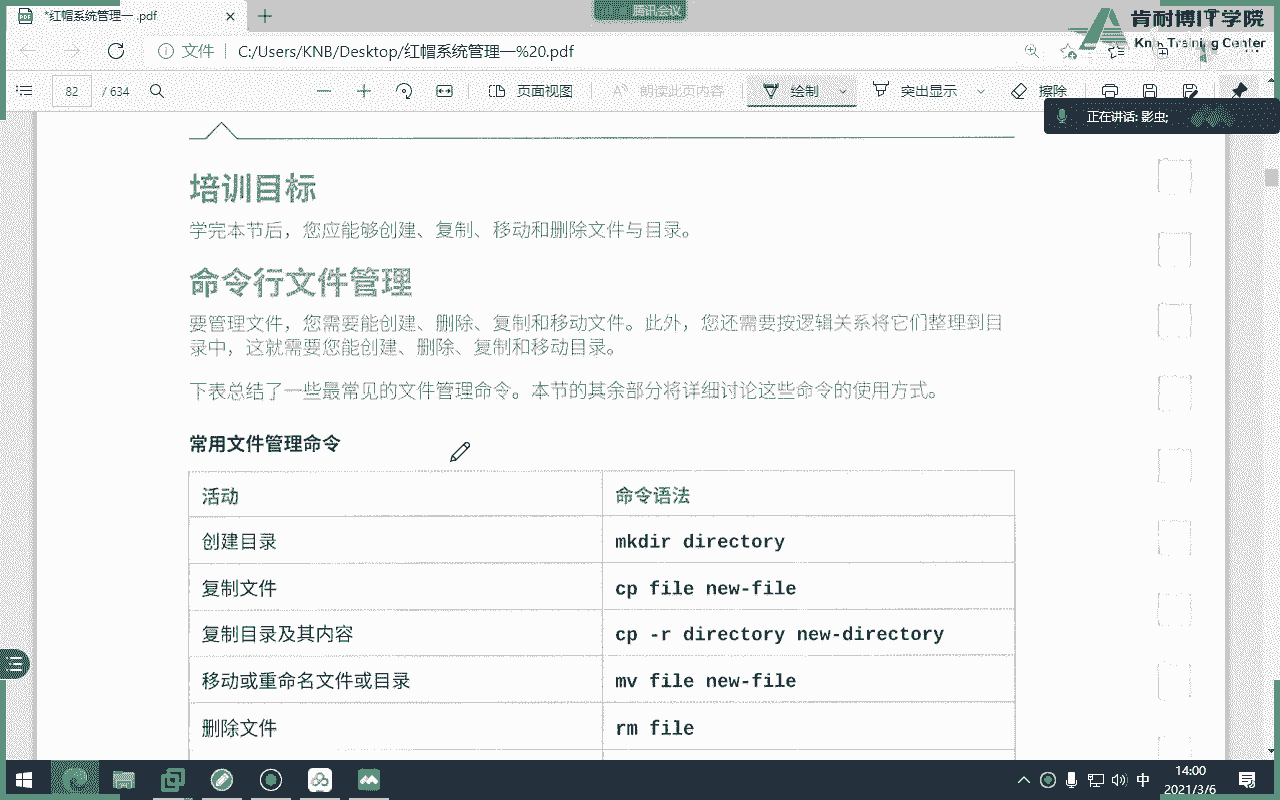 *红帽系统管理一 .pdf
腾讯会议
肯耐博IT学院
KnB Training Center
文件 C:/Users/KNB/Desktop/红帽系统管理一%20.pdf
82 / 634
页面视图
朗读此页内容
绘制
突出显示
擦除
正在讲话: 影虫;
培训目标
学完本节后，您应能够创建、复制、移动和删除文件与目录。
命令行文件管理
要管理文件，您需要能创建、删除、复制和移动文件。此外，您还需要按逻辑关系将它们整理到目
录中，这就需要您能创建、删除、复制和移动目录。
下表总结了一些最常见的文件管理命令。本节的其余部分将详细讨论这些命令的使用方式。
常用文件管理命令
活动 命令语法
创建目录 mkdir directory
复制文件 cp file new-file
复制目录及其内容 cp -r directory new-directory
移动或重命名文件或目录 mv file new-file
删除文件 rm file
中
14:00
2021/3/6